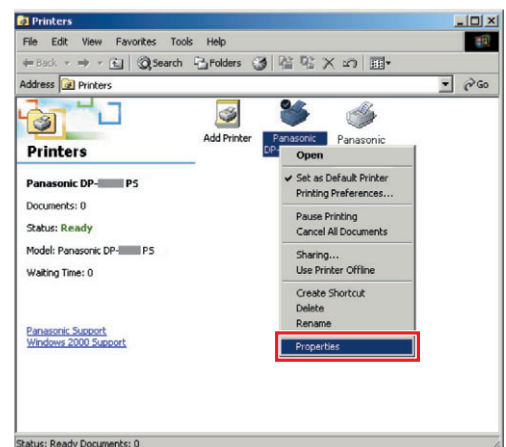 Printers
File Edit View Favorites Tools Help
Back Search Folders
Address Printers Go
Printers
Panasonic DP- PS
Documents: 0
Status: Ready
Model: Panasonic DP- PS
Waiting Time: 0
Panasonic Support
Windows 2000 Support
Add Printer
Panasonic
DP-
Panasonic
Open
Set as Default Printer
Printing Preferences...
Pause Printing
Cancel All Documents
Sharing...
Use Printer Offline
Create Shortcut
Delete
Rename
Properties
Status: Ready Documents: 0